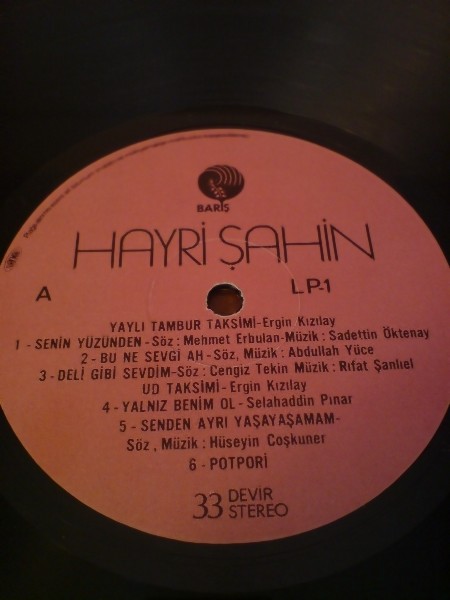 BARIŞ
HAYRİ ŞAHİN
A
LP-1
YAYLI TAMBUR TAKSİMİ-Ergin Kızılay
1 - SENİN YÜZÜNDEN-Söz : Mehmet Erbulan-Müzik : Sadettin Öktenay
2 - BU NE SEVGİ AH - Söz, Müzik : Abdullah Yüce
3 - DELİ GİBİ SEVDİM-Söz : Cengiz Tekin Müzik : Rıfat Şanlıel
UD TAKSİMİ - Ergin Kızılay
4 - YALNIZ BENİM OL - Selahaddin Pınar
5 - SENDEN AYRI YAŞAYAŞAMAM-
Söz , Müzik : Hüseyin Coşkuner
6 - POTPORİ
33 DEVİR
STEREO